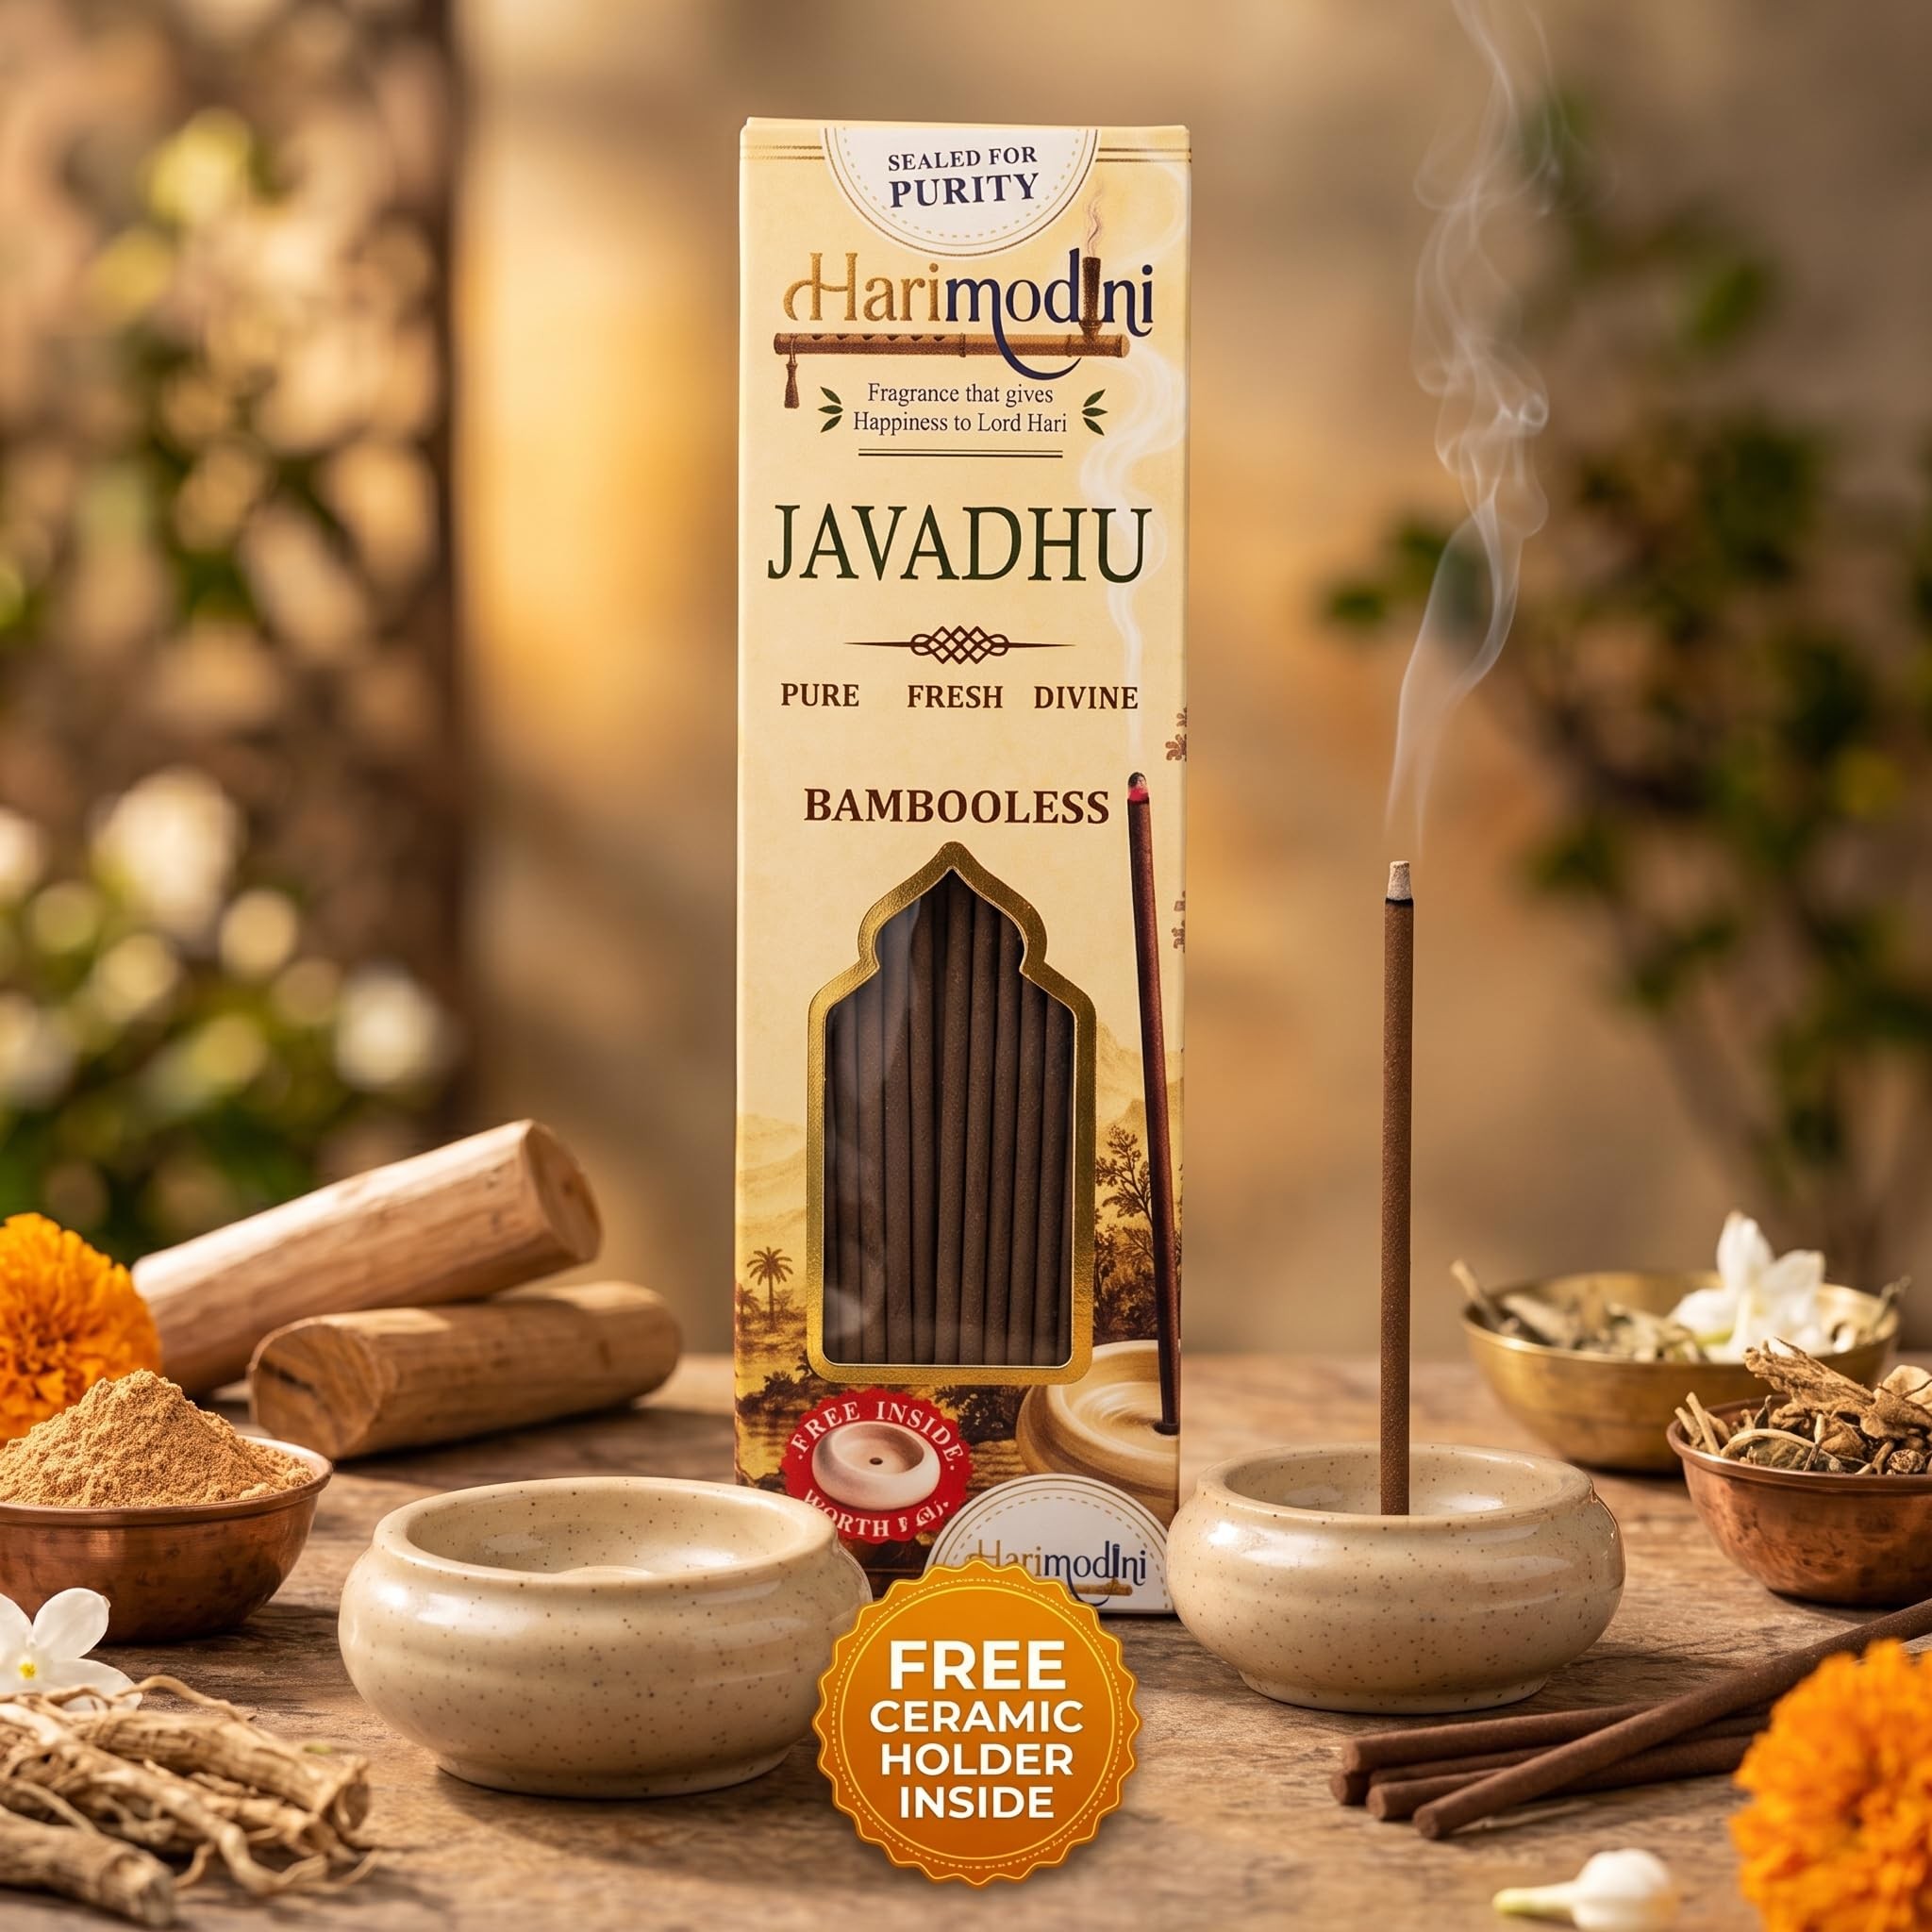 SEALED FOR
PURITY
Harimodini
Fragrance that gives
Happiness to Lord Hari
JAVADHU
PURE FRESH DIVINE
BAMBOOLESS
FREE INSIDE
WORTH
Harimodini
FREE
CERAMIC
HOLDER
INSIDE